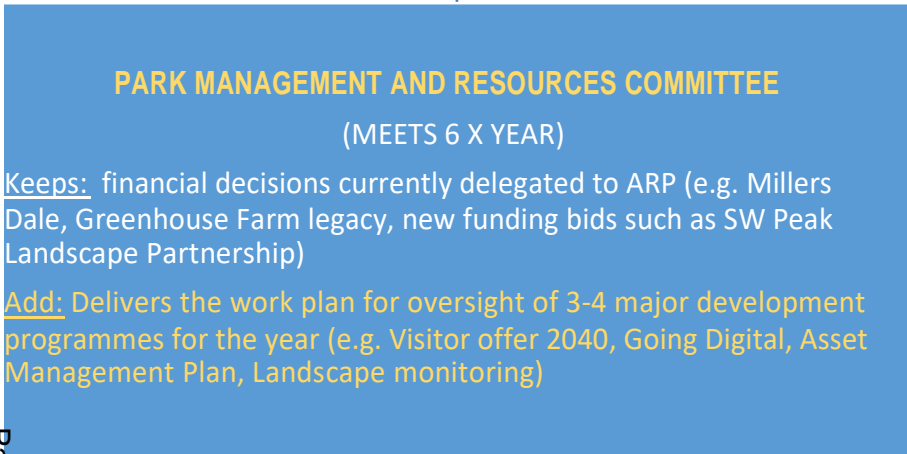 PARK MANAGEMENT AND RESOURCES COMMITTEE
(MEETS 6 X YEAR)
Keeps: financial decisions currently delegated to ARP (e.g. Millers
Dale, Greenhouse Farm legacy, new funding bids such as SW Peak
Landscape Partnership)
Add: Delivers the work plan for oversight of 3-4 major development
programmes for the year (e.g. Visitor offer 2040, Going Digital, Asset
Management Plan, Landscape monitoring)